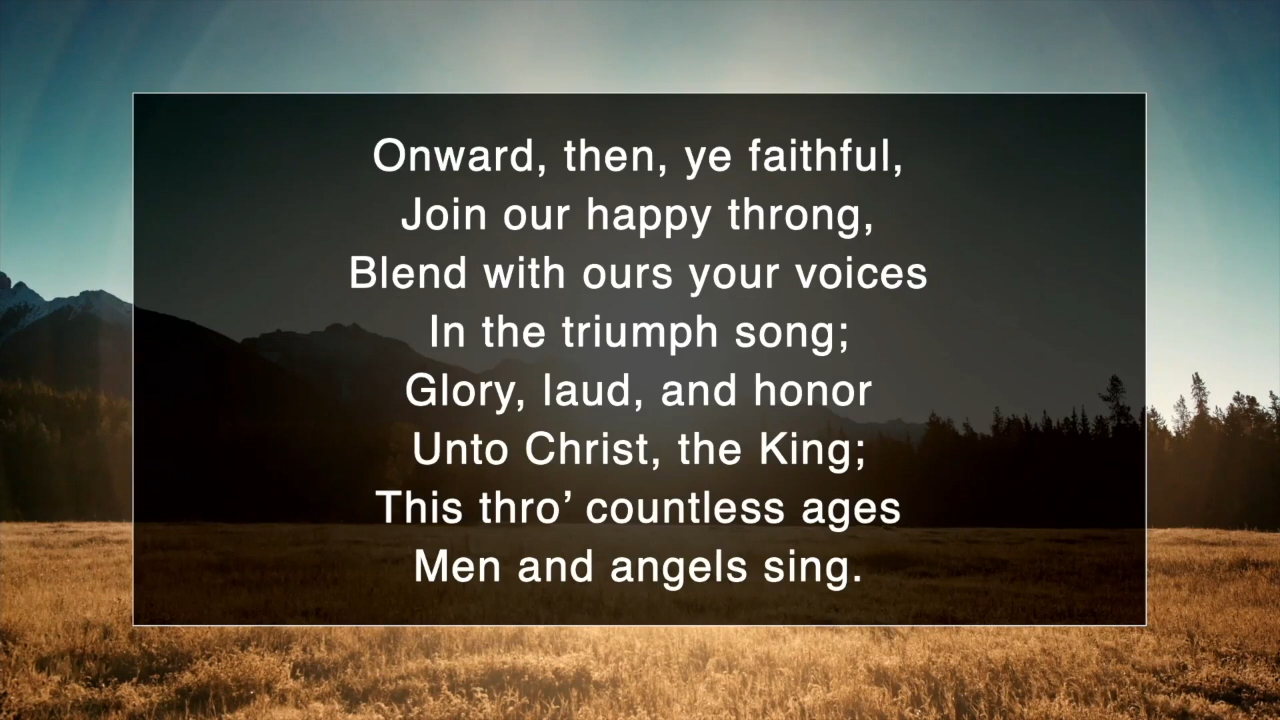 Onward, then, ye faithful,
Join our happy throng,
Blend with ours your voices
In the triumph song;
Glory, laud, and honor
Unto Christ, the King;
This thro’ countless ages
Men and angels sing.